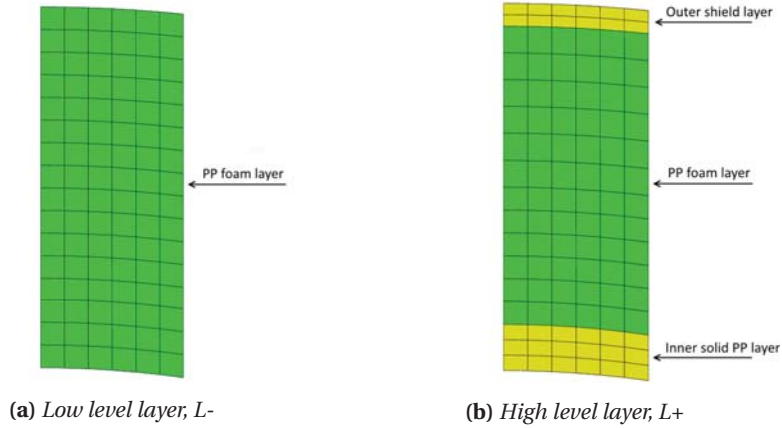 PP foam layer
Outer shield layer
PP foam layer
Inner solid PP layer
(a) Low level layer, L-
(b) High level layer, L+